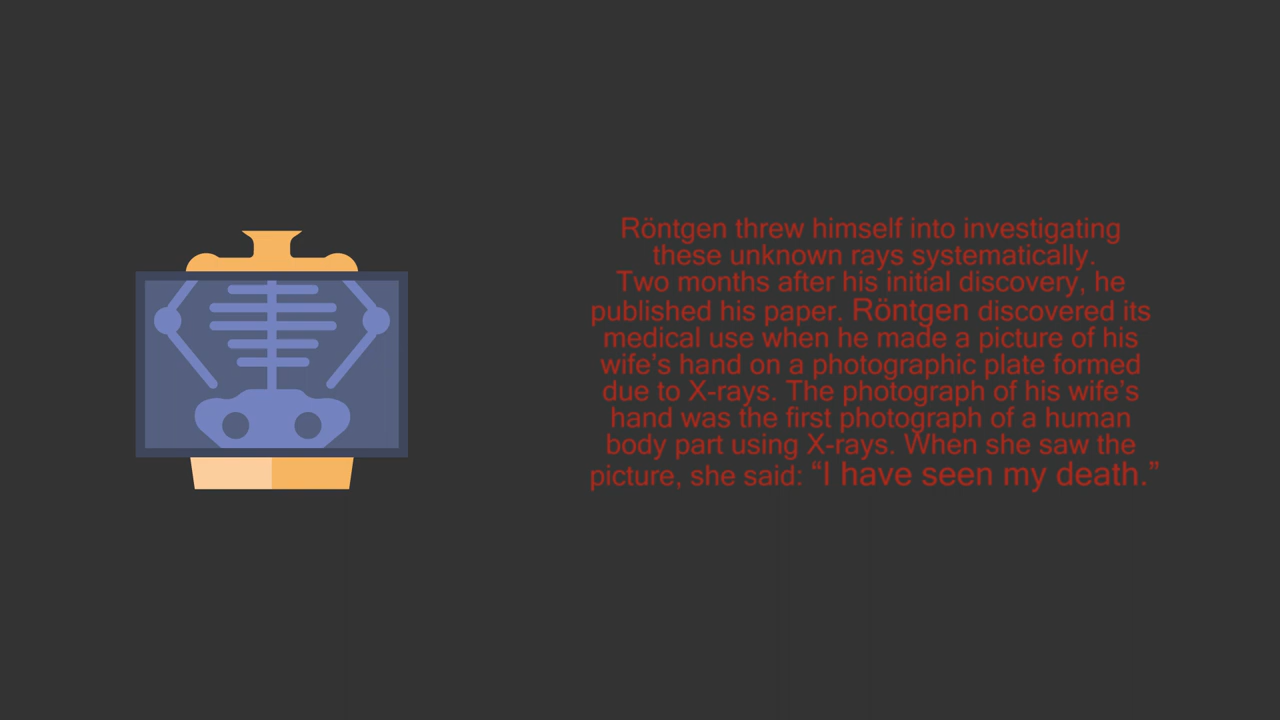 Röntgen threw himself into investigating
these unknown rays systematically.
Two months after his initial discovery, he
published his paper. Röntgen discovered its
medical use when he made a picture of his
wife’s hand on a photographic plate formed
due to X-rays. The photograph of his wife’s
hand was the first photograph of a human
body part using X-rays. When she saw the
picture, she said: “I have seen my death.”